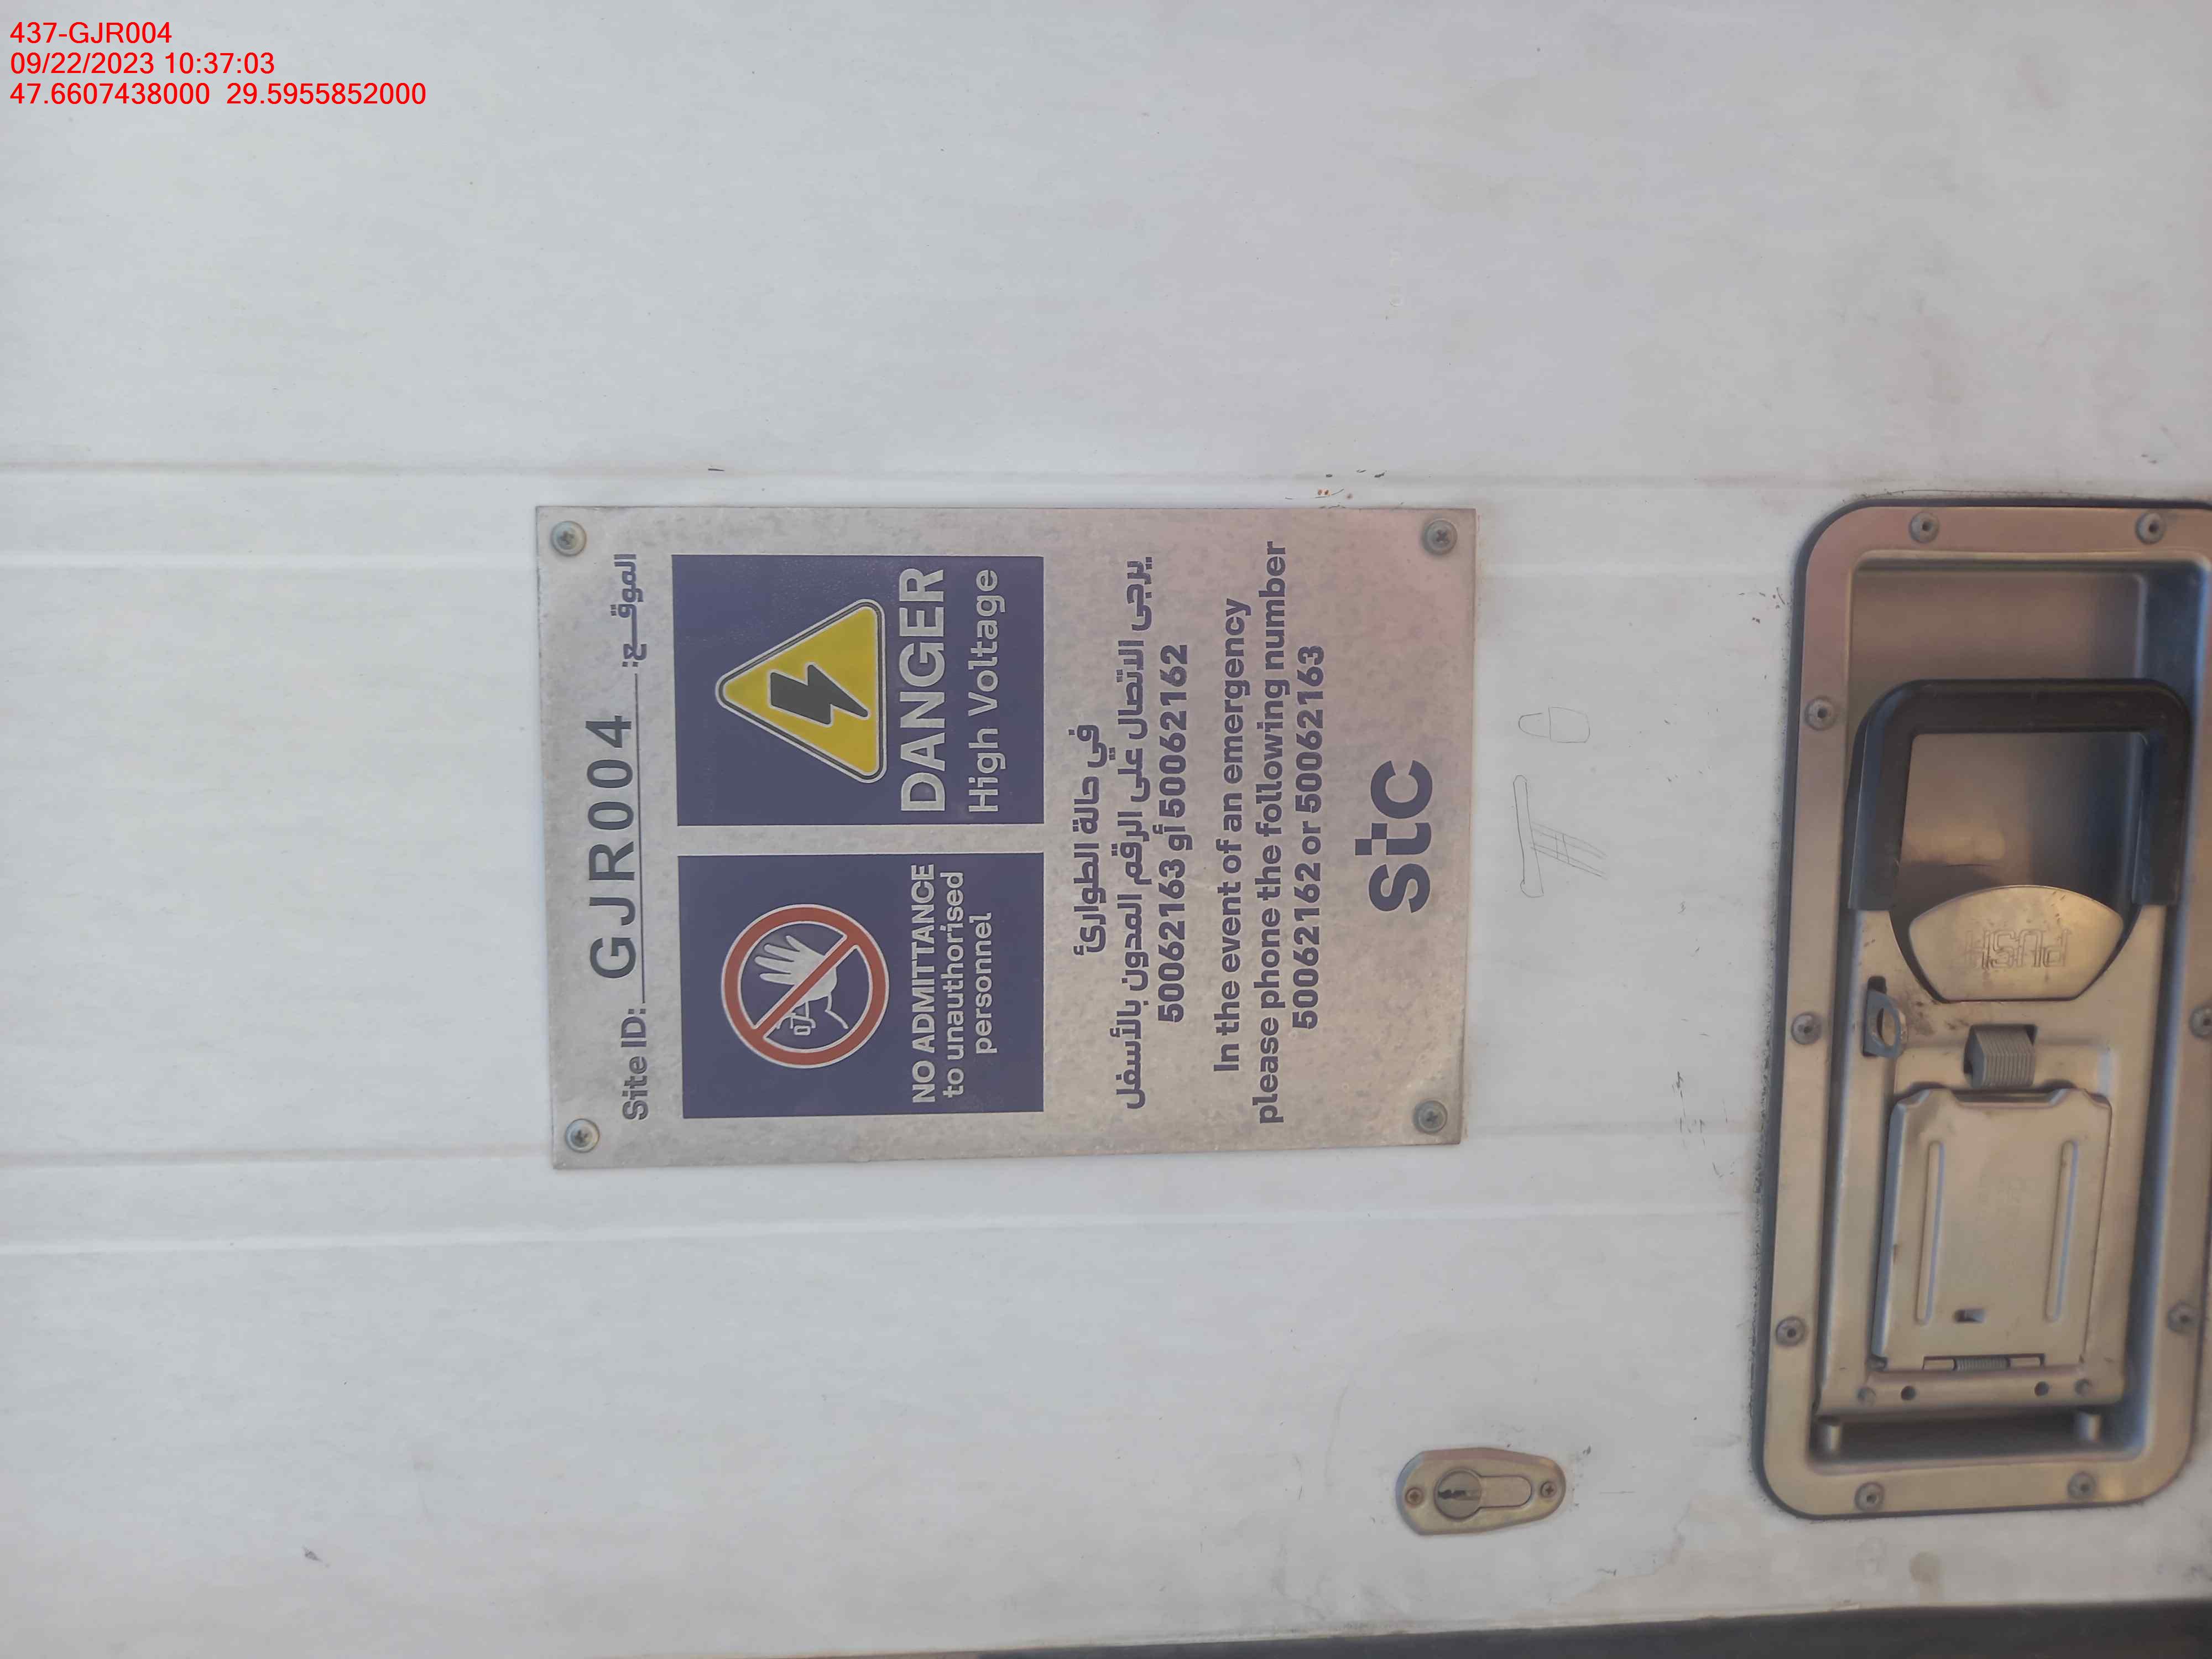 437-GJR004
09/22/2023 10:37:03
47.6607438000 29.5955852000
Site ID: GJR004 الموقـــع:
NO ADMITTANCE
to unauthorised
personnel
DANGER
High Voltage
في حالة الطوارئ
يرجى الاتصال على الرقم المدون بالأسفل
50062163 أو 50062162
In the event of an emergency
please phone the following number
50062162 or 50062163
stc
PUSH